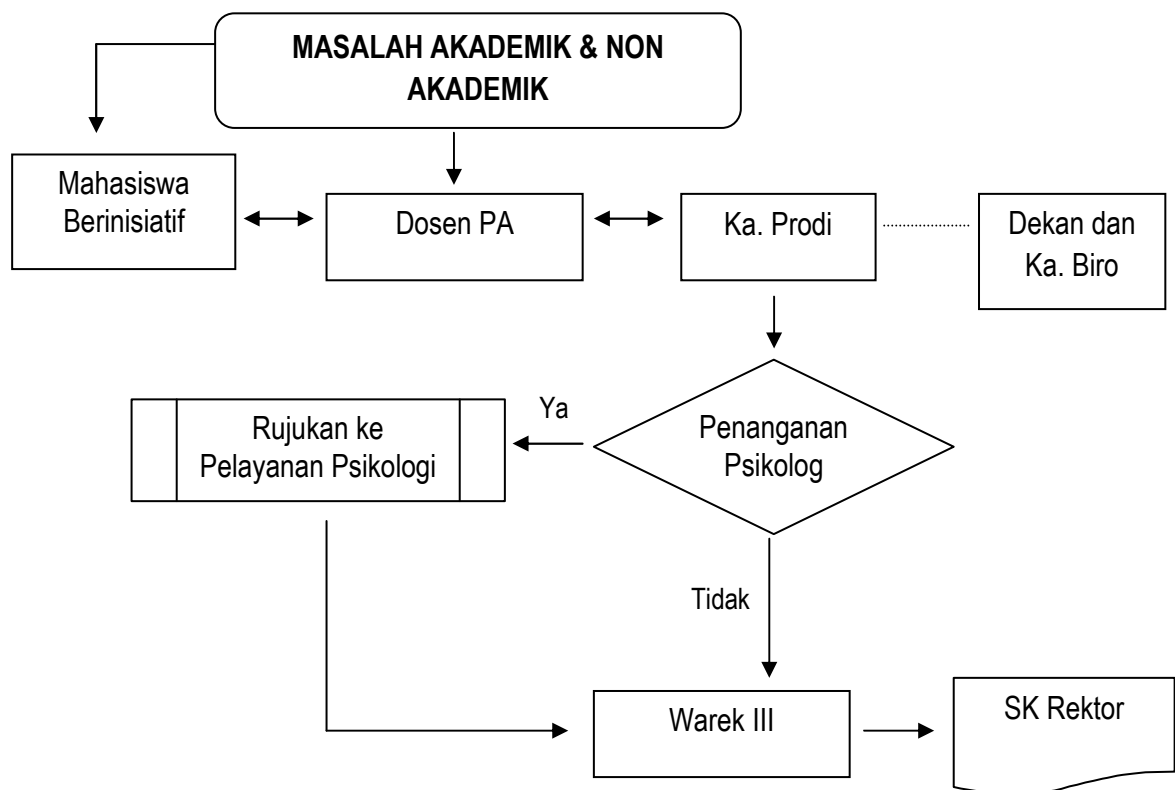 MASALAH AKADEMIK & NON
AKADEMIK
Mahasiswa
Berinisiatif
Dosen PA
Ka. Prodi
Dekan dan
Ka. Biro
Ya
Rujukan ke
Pelayanan Psikologi
Penanganan
Psikolog
Tidak
Warek III
SK Rektor